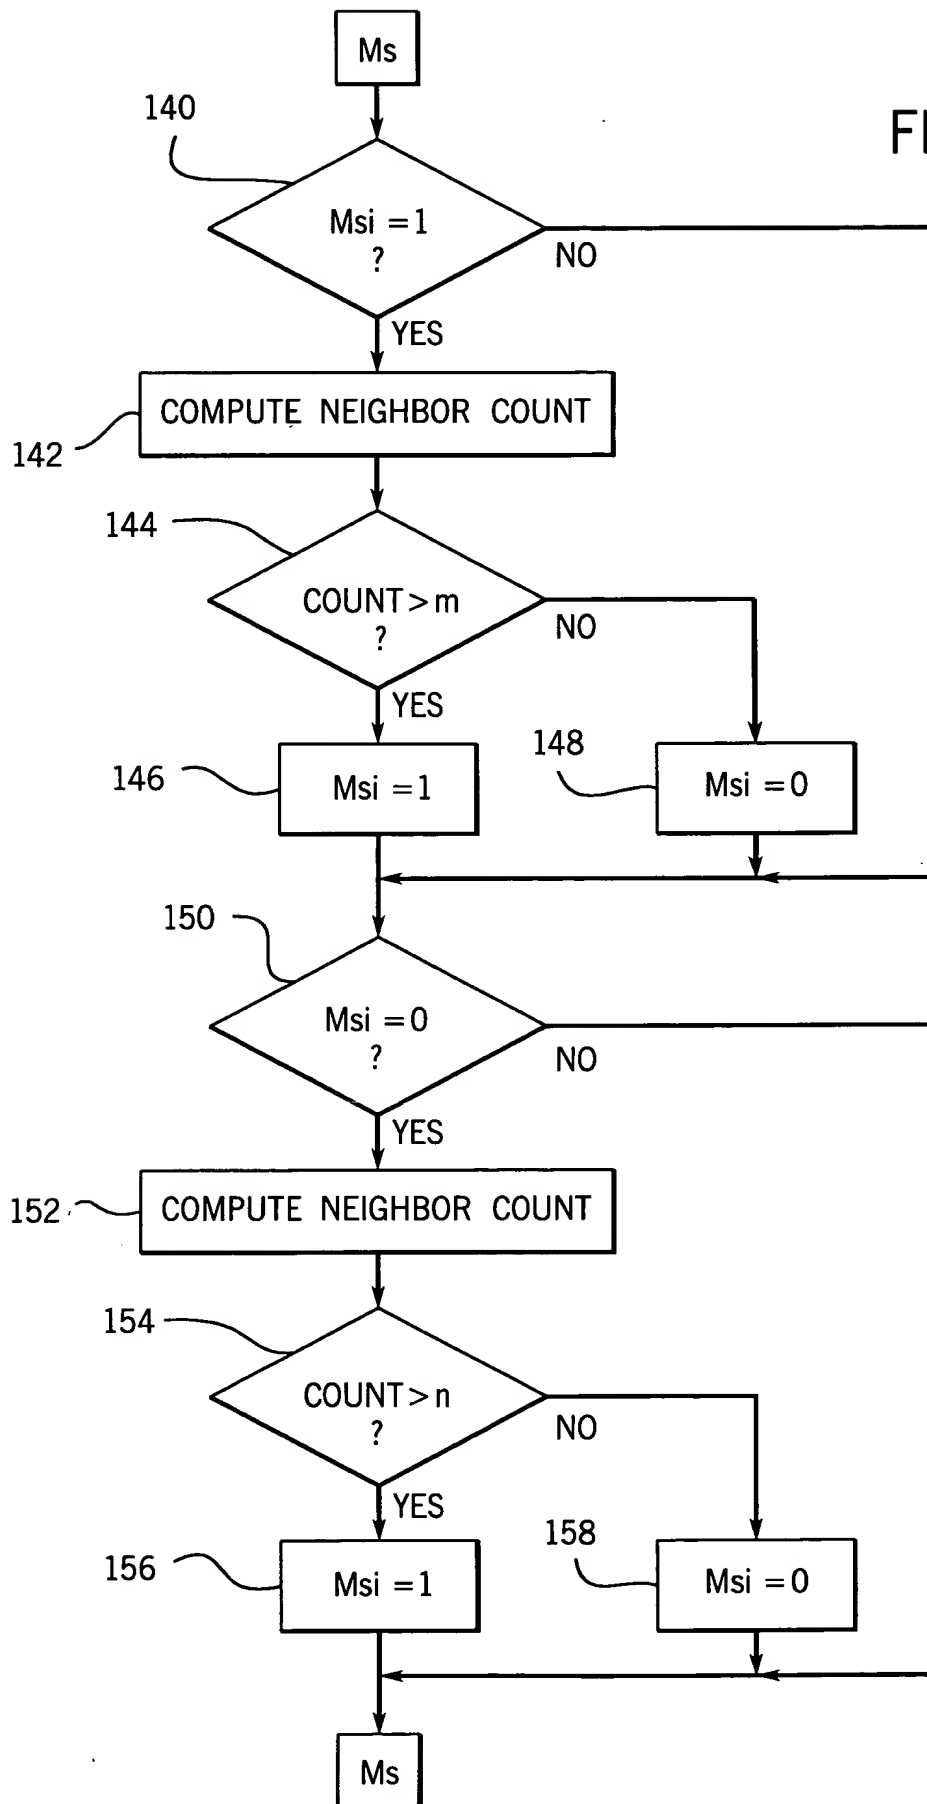 Ms
140
Msi = 1
?
NO
YES
COMPUTE NEIGHBOR COUNT
142
144
COUNT > m
?
NO
YES
146
Msi = 1
148
Msi = 0
150
Msi = 0
?
NO
YES
152
COMPUTE NEIGHBOR COUNT
154
COUNT > n
?
NO
YES
156
Msi = 1
158
Msi = 0
Ms